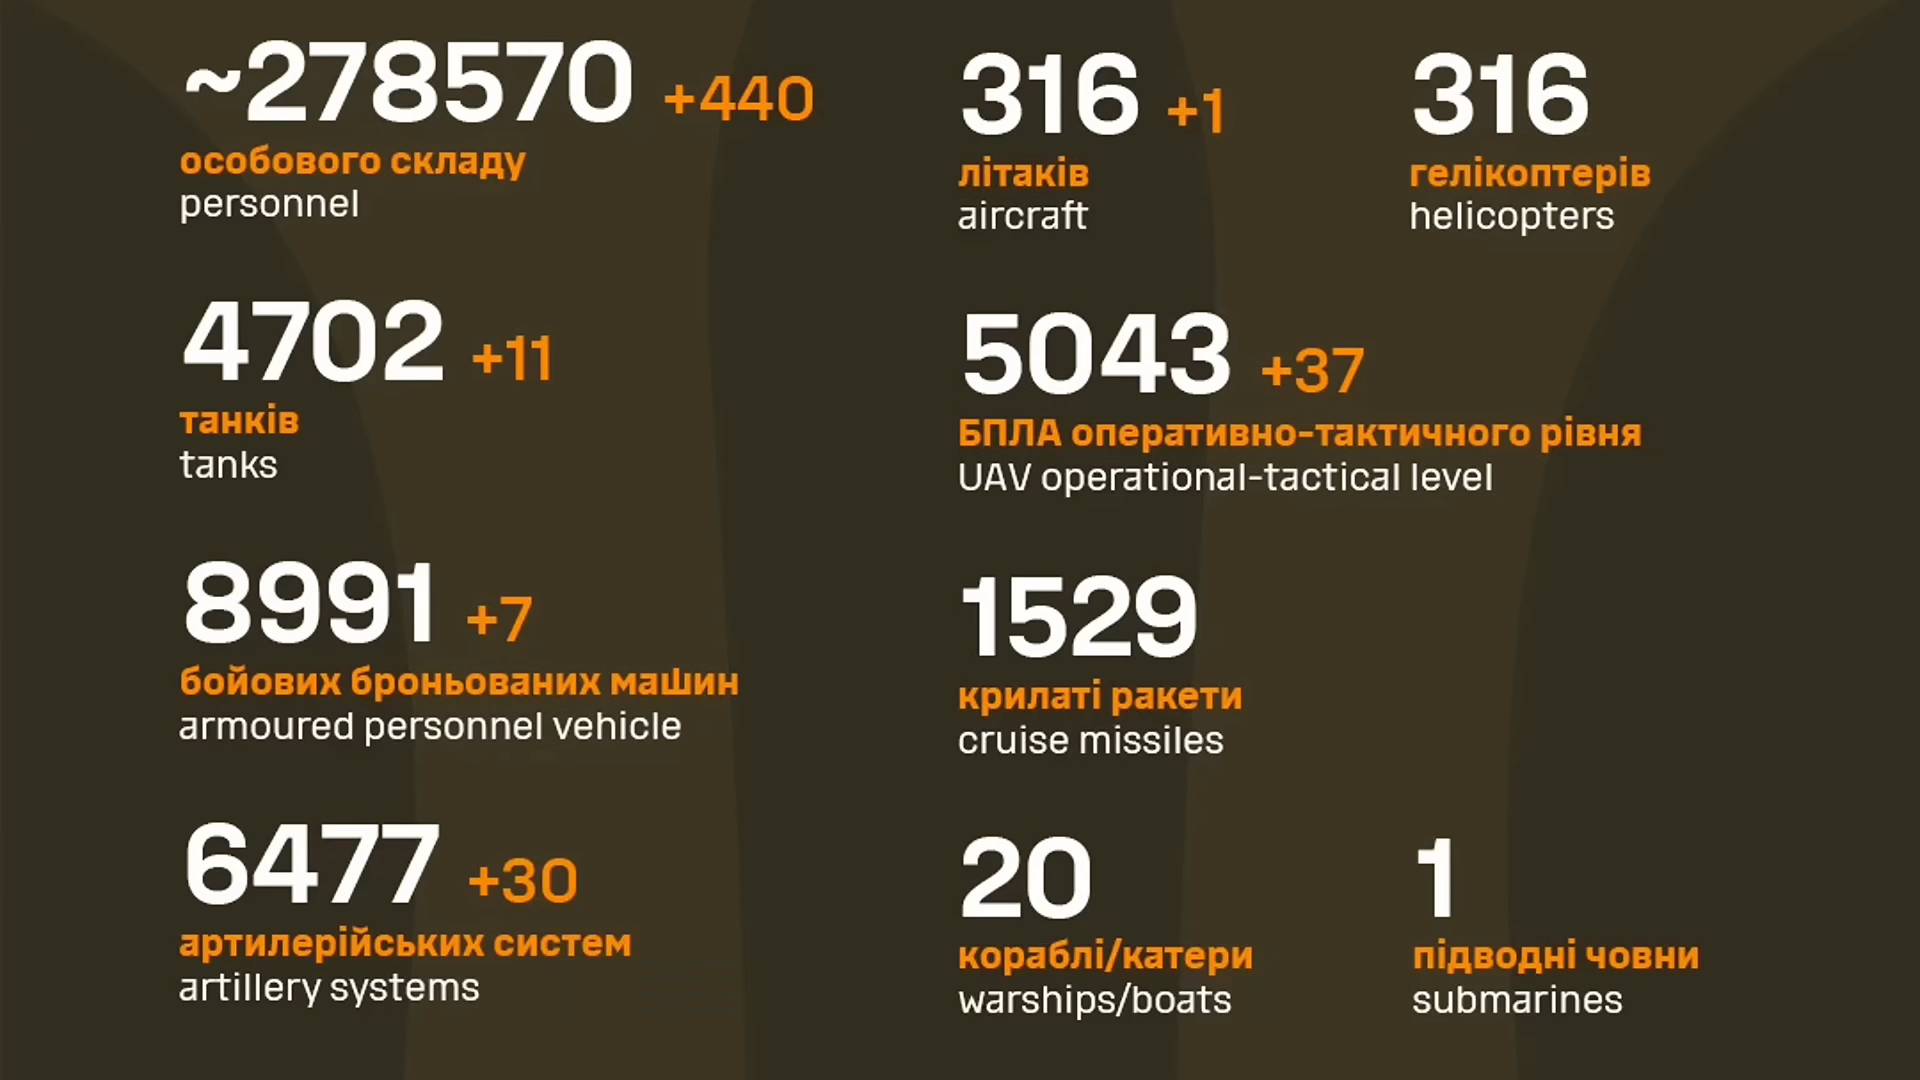 ~278570 +440
особового складу
personnel
316 +1
літаків
aircraft
316
гелікоптерів
helicopters
4702 +11
танків
tanks
5043 +37
БПЛА оперативно-тактичного рівня
UAV operational-tactical level
8991 +7
бойових броньованих машин
armoured personnel vehicle
1529
крилаті ракети
cruise missiles
6477 +30
артилерійських систем
artillery systems
20
кораблі/катери
warships/boats
1
підводні човни
submarines